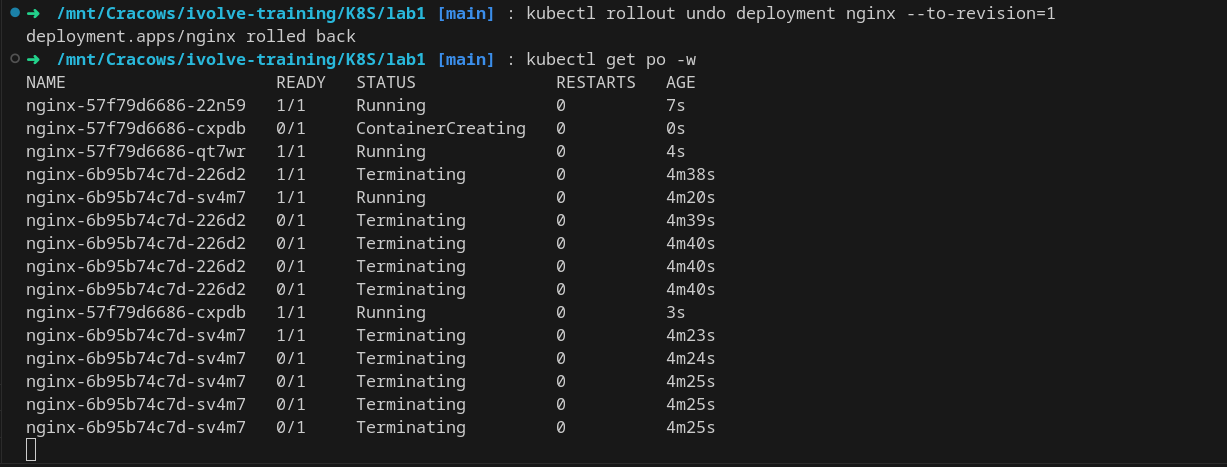 ➜ /mnt/Cracows/ivolve-training/K8S/lab1 [main] : kubectl rollout undo deployment nginx --to-revision=1
deployment.apps/nginx rolled back
➜ /mnt/Cracows/ivolve-training/K8S/lab1 [main] : kubectl get po -w
NAME                     READY   STATUS              RESTARTS   AGE
nginx-57f79d6686-22n59   1/1     Running             0          7s
nginx-57f79d6686-cxpdb   0/1     ContainerCreating   0          0s
nginx-57f79d6686-qt7wr   1/1     Running             0          4s
nginx-6b95b74c7d-226d2   1/1     Terminating         0          4m38s
nginx-6b95b74c7d-sv4m7   1/1     Running             0          4m20s
nginx-6b95b74c7d-226d2   0/1     Terminating         0          4m39s
nginx-6b95b74c7d-226d2   0/1     Terminating         0          4m40s
nginx-6b95b74c7d-226d2   0/1     Terminating         0          4m40s
nginx-6b95b74c7d-226d2   0/1     Terminating         0          4m40s
nginx-57f79d6686-cxpdb   1/1     Running             0          3s
nginx-6b95b74c7d-sv4m7   1/1     Terminating         0          4m23s
nginx-6b95b74c7d-sv4m7   0/1     Terminating         0          4m24s
nginx-6b95b74c7d-sv4m7   0/1     Terminating         0          4m25s
nginx-6b95b74c7d-sv4m7   0/1     Terminating         0          4m25s
nginx-6b95b74c7d-sv4m7   0/1     Terminating         0          4m25s